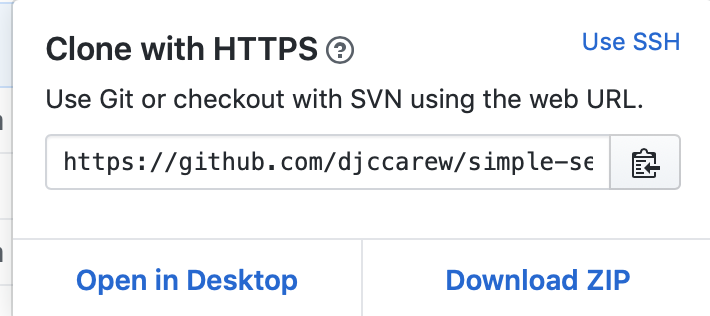 Clone with HTTPS ?
Use SSH
Use Git or checkout with SVN using the web URL.
https://github.com/djccarew/simple-se
Open in Desktop
Download ZIP